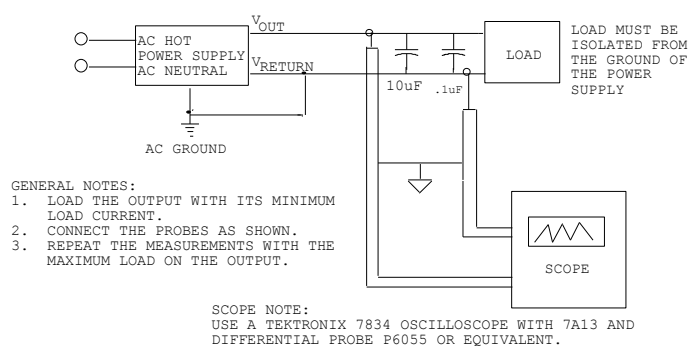 V OUT
AC HOT
POWER SUPPLY
AC NEUTRAL
V RETURN
10uF
.1uF
LOAD
LOAD MUST BE
ISOLATED FROM
THE GROUND OF
THE POWER
SUPPLY
AC GROUND
GENERAL NOTES:
1. LOAD THE OUTPUT WITH ITS MINIMUM
LOAD CURRENT.
2. CONNECT THE PROBES AS SHOWN.
3. REPEAT THE MEASUREMENTS WITH THE
MAXIMUM LOAD ON THE OUTPUT.
SCOPE
SCOPE NOTE:
USE A TEKTRONIX 7834 OSCILLOSCOPE WITH 7A13 AND
DIFFERENTIAL PROBE P6055 OR EQUIVALENT.